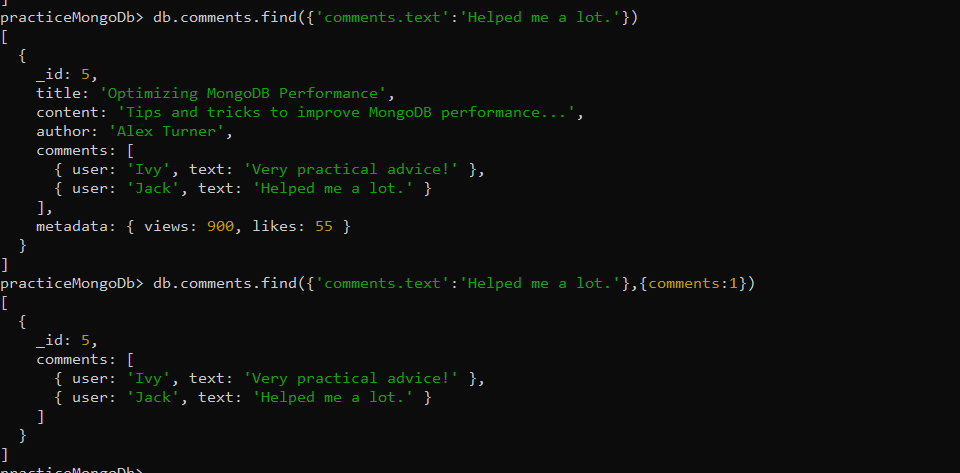 ]
practiceMongoDb> db.comments.find({'comments.text':'Helped me a lot.'})
[
  {
    _id: 5,
    title: 'Optimizing MongoDB Performance',
    content: 'Tips and tricks to improve MongoDB performance...',
    author: 'Alex Turner',
    comments: [
      { user: 'Ivy', text: 'Very practical advice!' },
      { user: 'Jack', text: 'Helped me a lot.' }
    ],
    metadata: { views: 900, likes: 55 }
  }
]
practiceMongoDb> db.comments.find({'comments.text':'Helped me a lot.'},{comments:1})
[
  {
    _id: 5,
    comments: [
      { user: 'Ivy', text: 'Very practical advice!' },
      { user: 'Jack', text: 'Helped me a lot.' }
    ]
  }
]
practiceMongoDb>